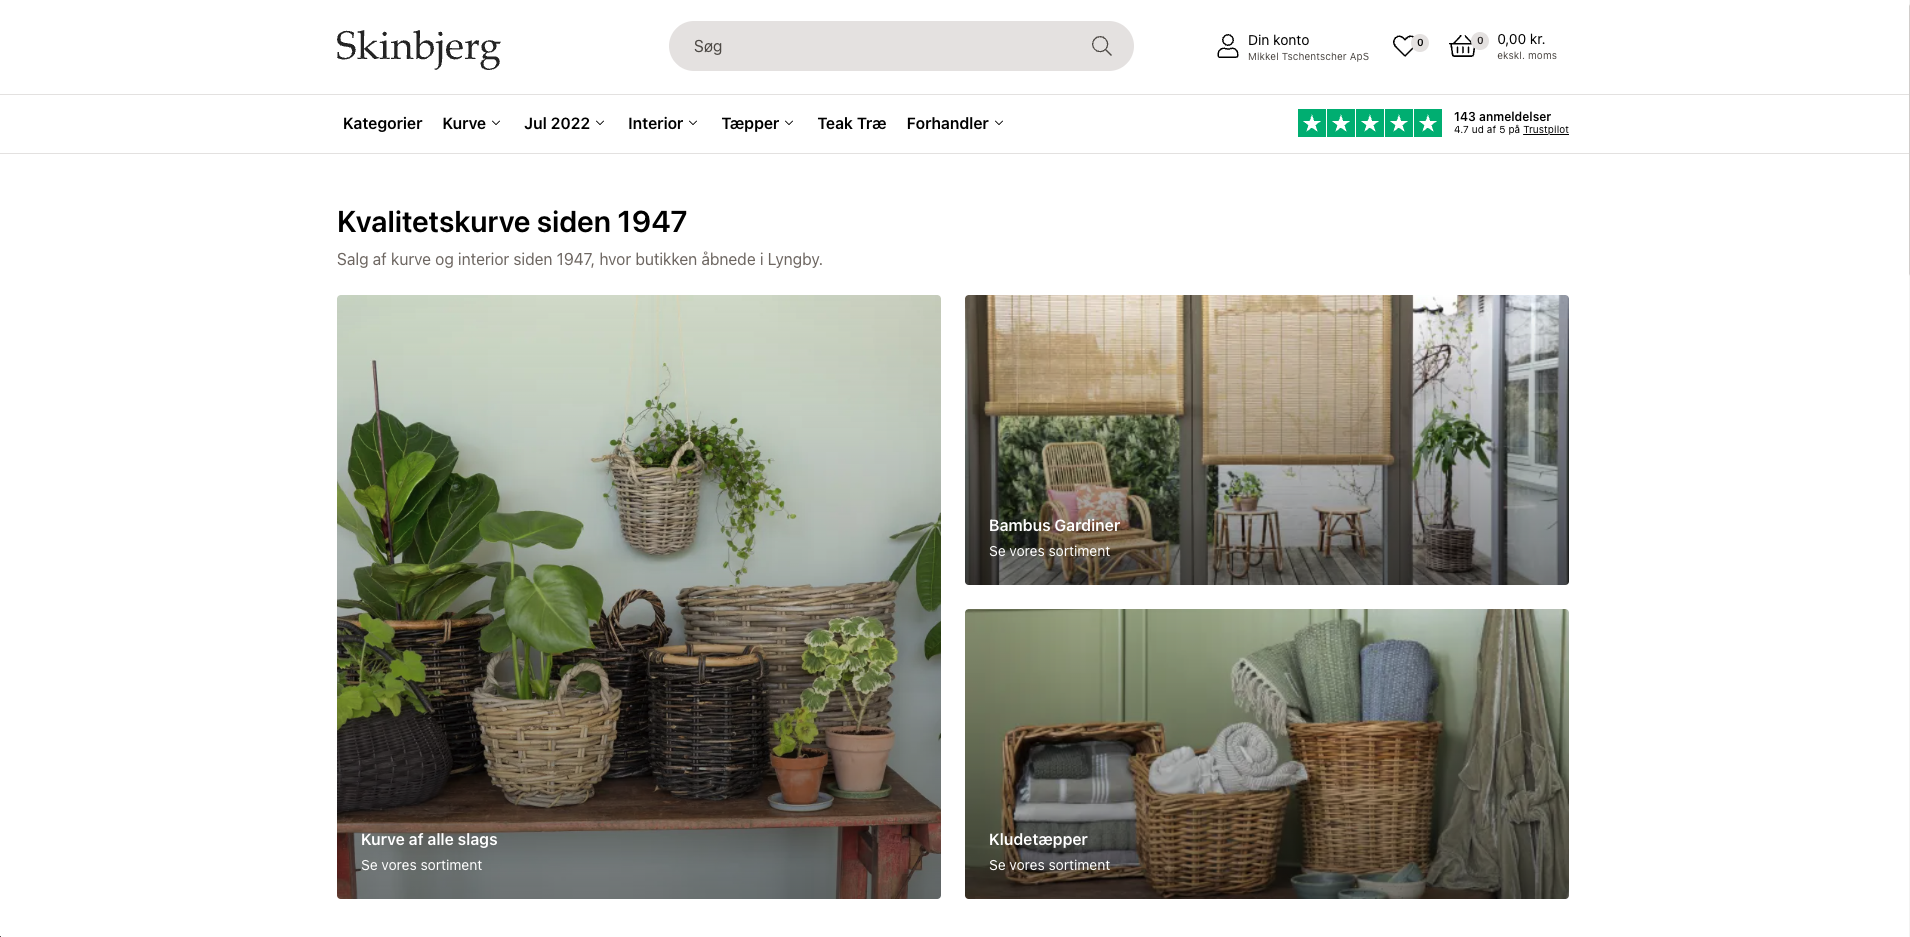 Skinbjerg
Søg
Din konto
Mikkel Tschentscher ApS
0
0
0,00 kr.
ekskl. moms
Kategorier
Kurve
Jul 2022
Interior
Tæpper
Teak Træ
Forhandler
143 anmeldelser
4.7 ud af 5 på Trustpilot
Kvalitetskurve siden 1947
Salg af kurve og interior siden 1947, hvor butikken åbnede i Lyngby.
Bambus Gardiner
Se vores sortiment
Kurve af alle slags
Se vores sortiment
Kludetæpper
Se vores sortiment